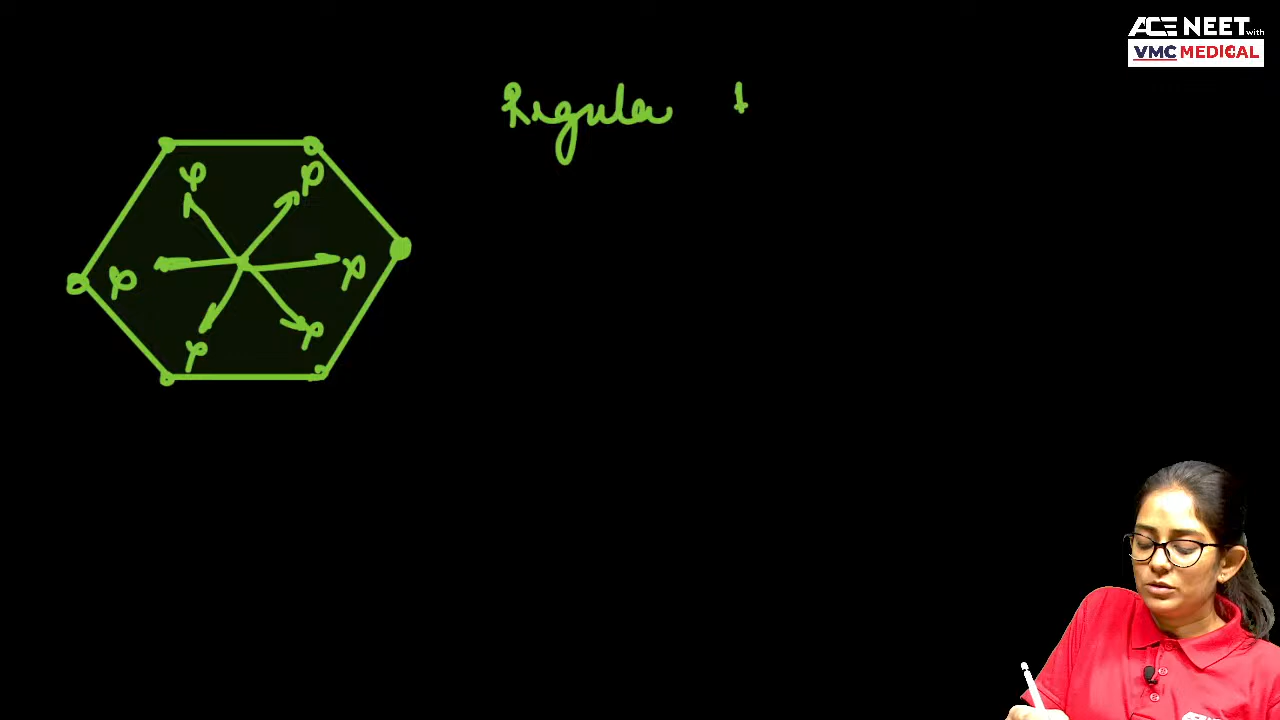 ACE NEET with
VMC MEDICAL
Regular
P P
P P
P P